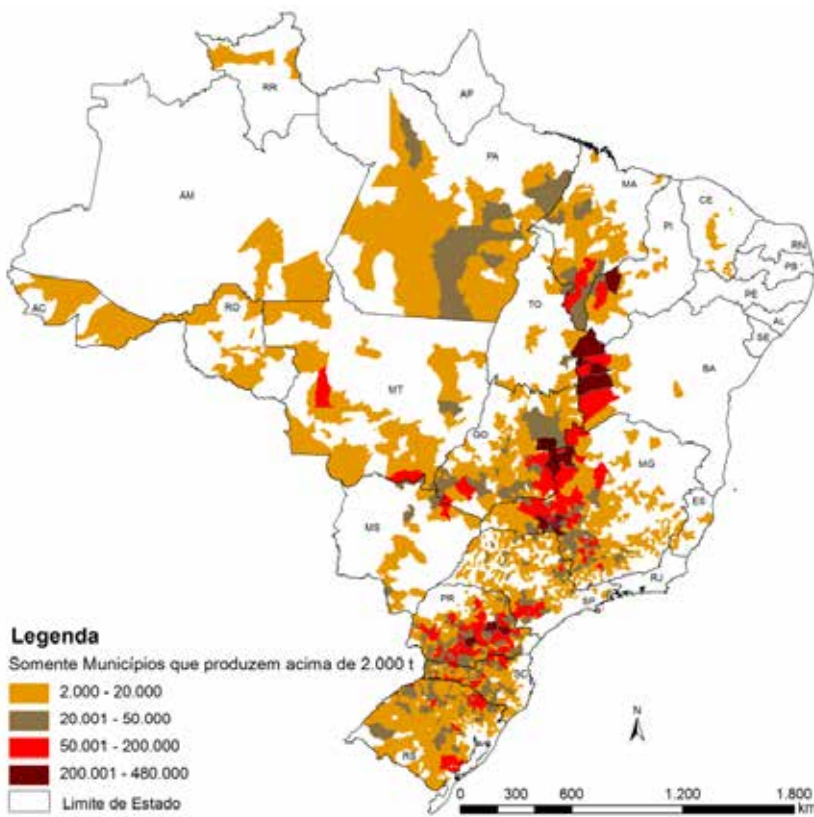 RR
AP
AM
PA
MA
CE
RN
PB
PI
PE
AL
SE
AC
RO
TO
BA
MT
GO
MG
ES
MS
RJ
SP
PR
SC
RS
Legenda
Somente Municípios que produzem acima de 2.000 t
2.000 - 20.000
20.001 - 50.000
50.001 - 200.000
200.001 - 480.000
Limite de Estado
N
0 300 600 1.200 1.800
km